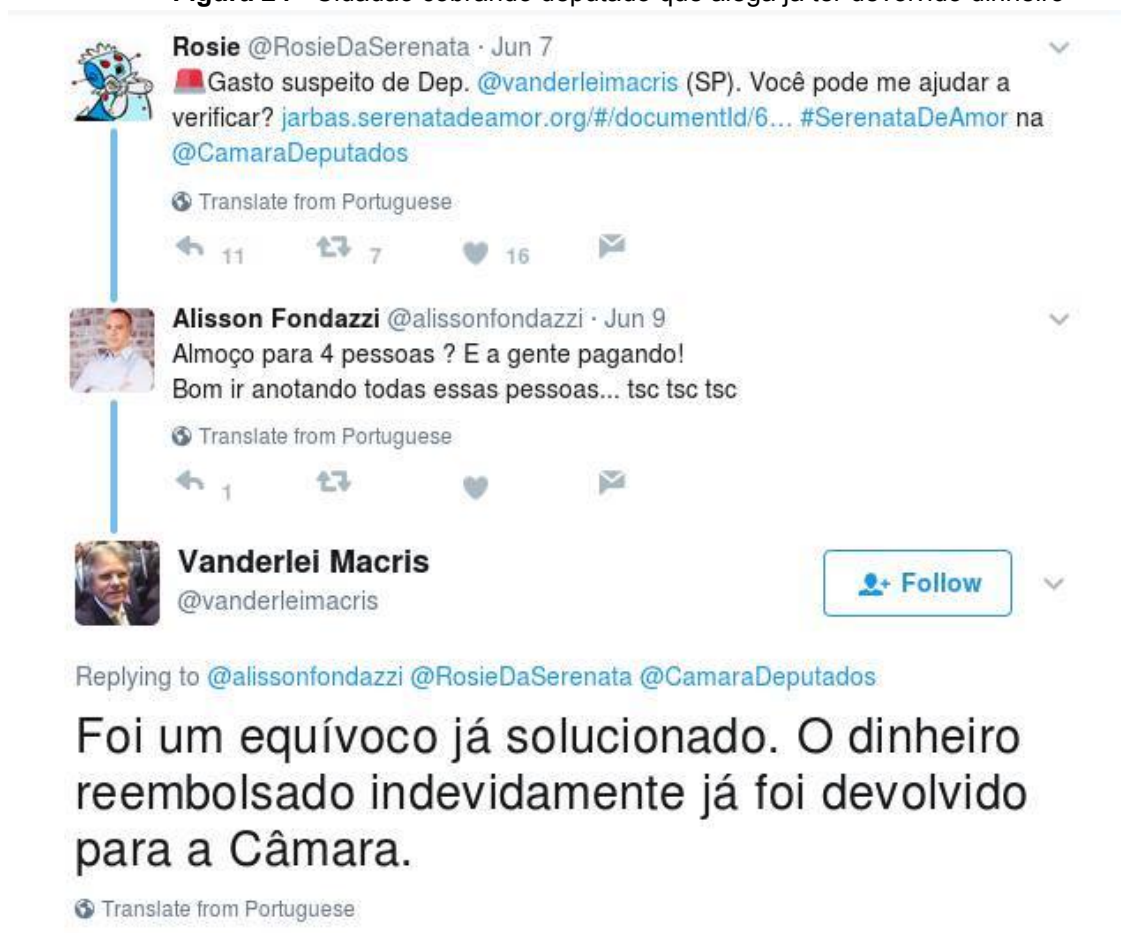 Rosie @RosieDaSerenata · Jun 7
🚨Gasto suspeito de Dep. @vanderleimacris (SP). Você pode me ajudar a
verificar? jarbas.serenatadeamor.org/#/documentId/6... #SerenataDeAmor na
@CamaraDeputados
Translate from Portuguese
11 7 16
Alisson Fondazzi @alissonfondazzi · Jun 9
Almoço para 4 pessoas ? E a gente pagando!
Bom ir anotando todas essas pessoas... tsc tsc tsc
Translate from Portuguese
1
Vanderlei Macris
@vanderleimacris
Follow
Replying to @alissonfondazzi @RosieDaSerenata @CamaraDeputados
Foi um equívoco já solucionado. O dinheiro
reembolsado indevidamente já foi devolvido
para a Câmara.
Translate from Portuguese